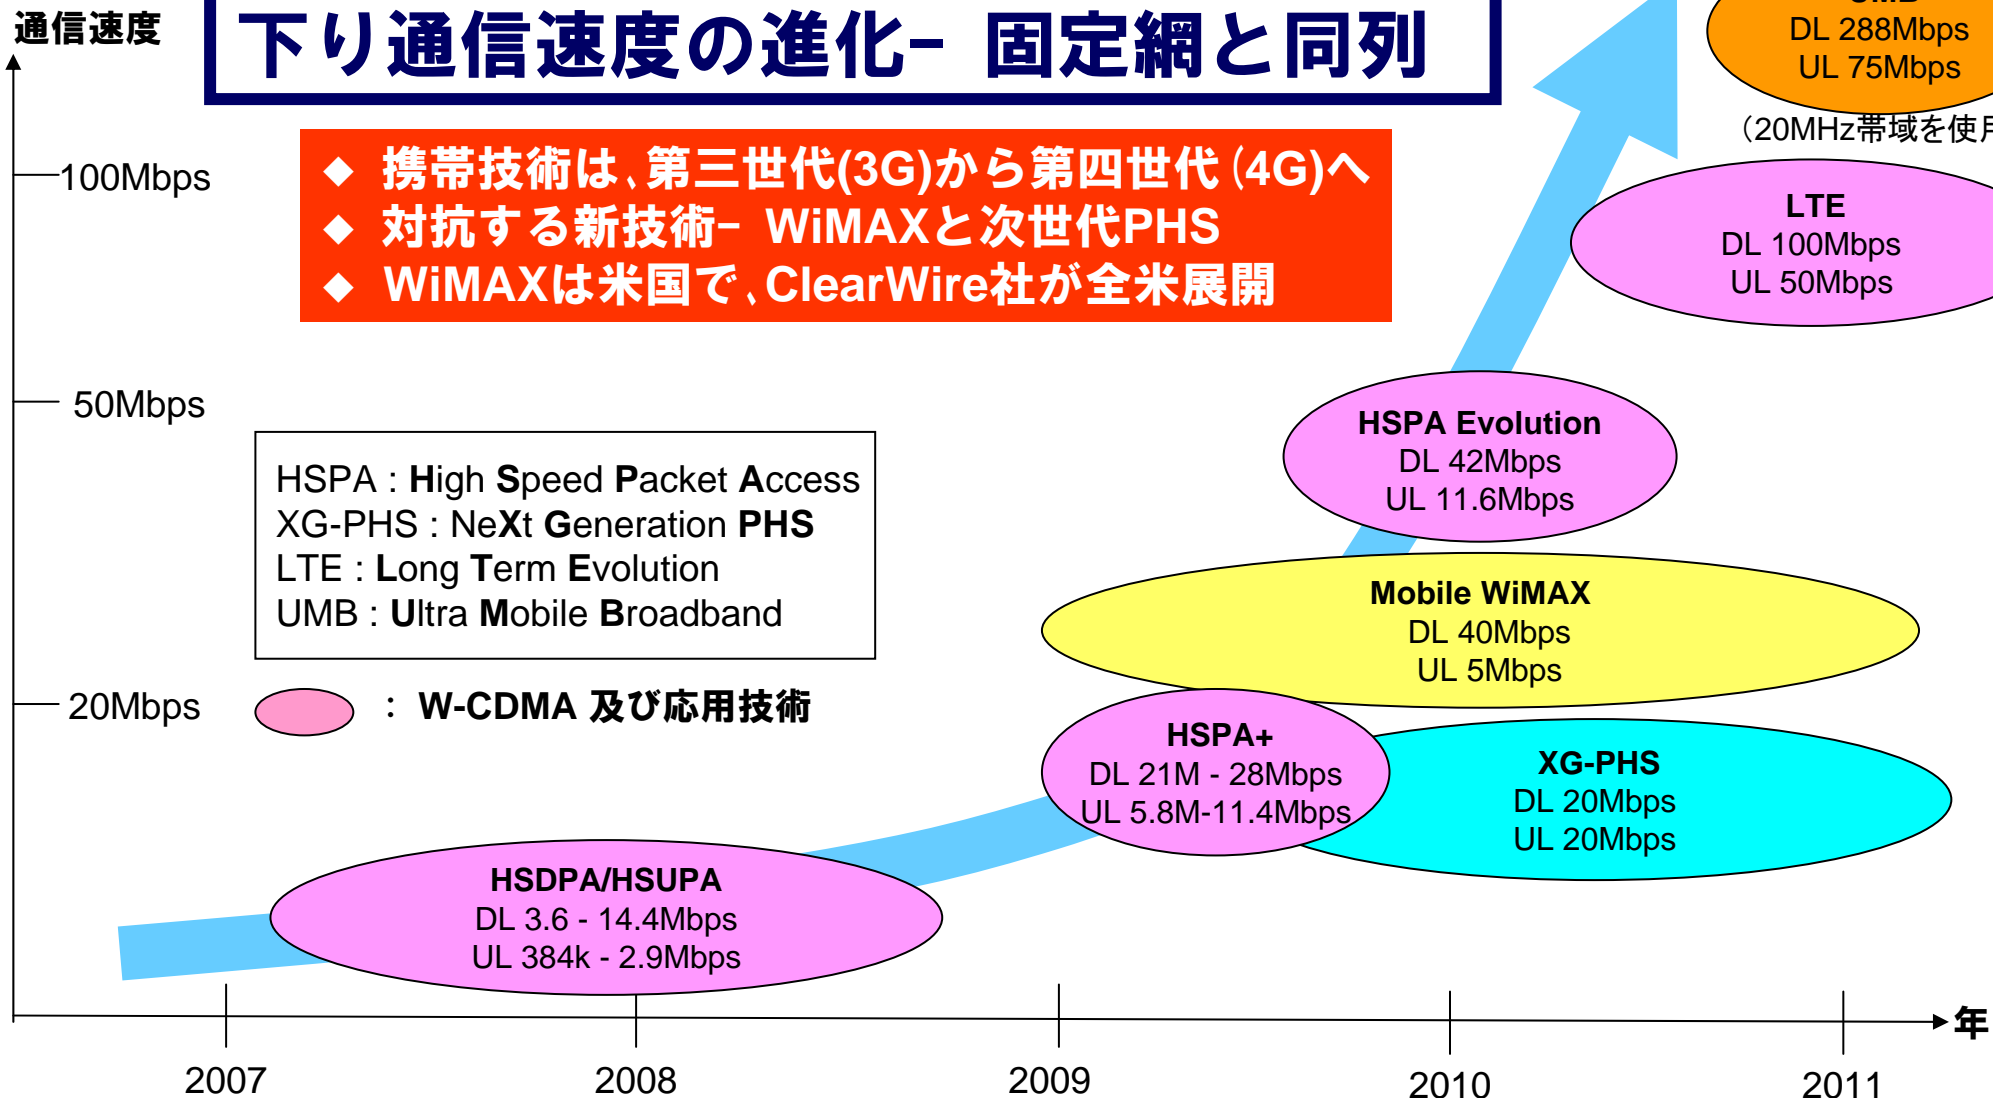 通信速度
下り通信速度の進化− 固定網と同列
DL 288Mbps
UL 75Mbps
(20MHz帯域を使用
◆ 携帯技術は、第三世代(3G)から第四世代(4G)へ
◆ 対抗する新技術− WiMAXと次世代PHS
◆ WiMAXは米国で、ClearWire社が全米展開
100Mbps
LTE
DL 100Mbps
UL 50Mbps
50Mbps
HSPA Evolution
DL 42Mbps
UL 11.6Mbps
HSPA : High Speed Packet Access
XG-PHS : NeXt Generation PHS
LTE : Long Term Evolution
UMB : Ultra Mobile Broadband
Mobile WiMAX
DL 40Mbps
UL 5Mbps
20Mbps
: W-CDMA 及び応用技術
HSPA+
DL 21M - 28Mbps
UL 5.8M-11.4Mbps
XG-PHS
DL 20Mbps
UL 20Mbps
HSDPA/HSUPA
DL 3.6 - 14.4Mbps
UL 384k - 2.9Mbps
年
2007
2008
2009
2010
2011